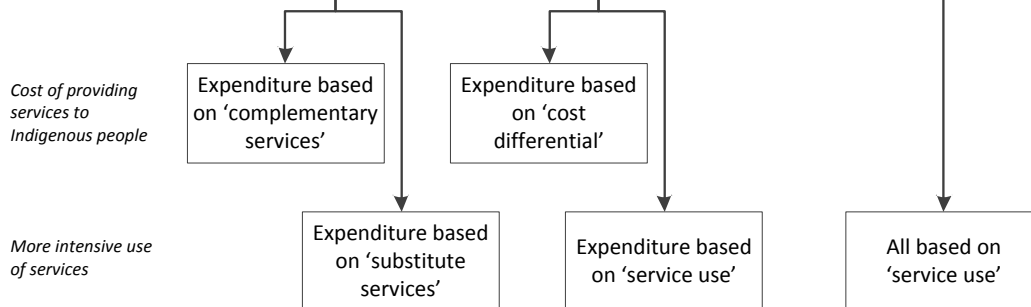 Cost of providing
services to
Indigenous people
Expenditure based
on ‘complementary
services’
Expenditure based
on ‘cost
differential’
More intensive use
of services
Expenditure based
on ‘substitute
services’
Expenditure based
on ‘service use’
All based on
‘service use’